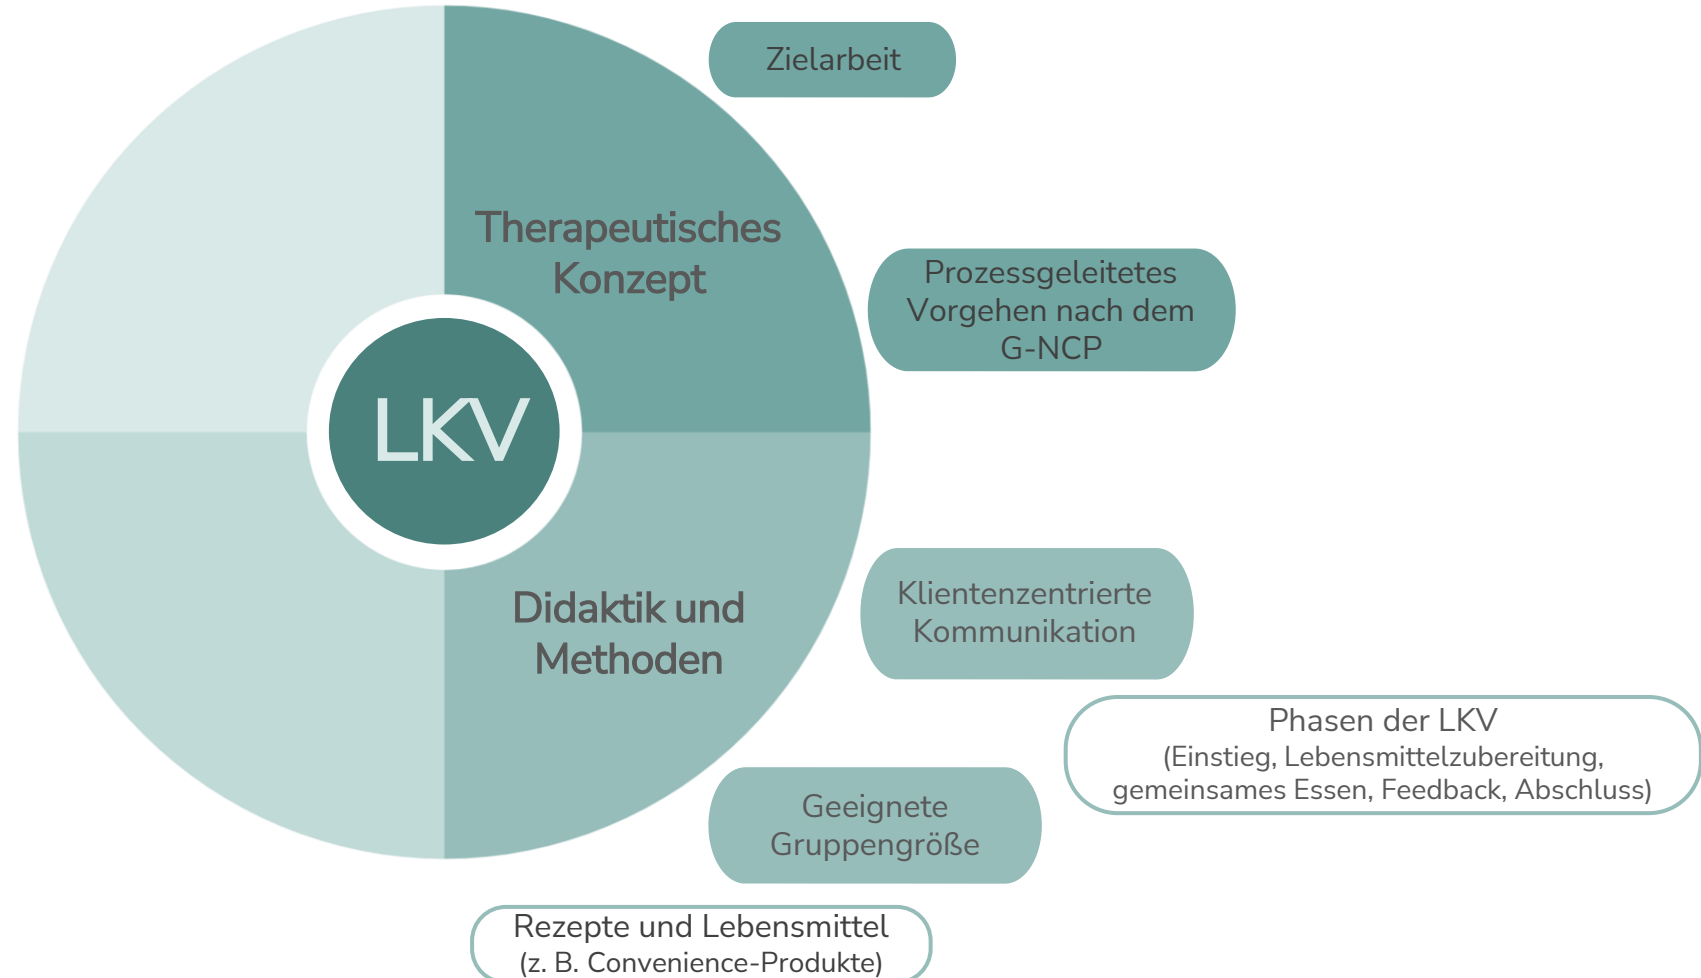 Zielarbeit
Therapeutisches
Konzept
Prozessgeleitetes
Vorgehen nach dem
G-NCP
LKV
Didaktik und
Methoden
Klientenzentrierte
Kommunikation
Phasen der LKV
(Einstieg, Lebensmittelzubereitung,
gemeinsames Essen, Feedback, Abschluss)
Geeignete
Gruppengröße
Rezepte und Lebensmittel
(z. B. Convenience-Produkte)